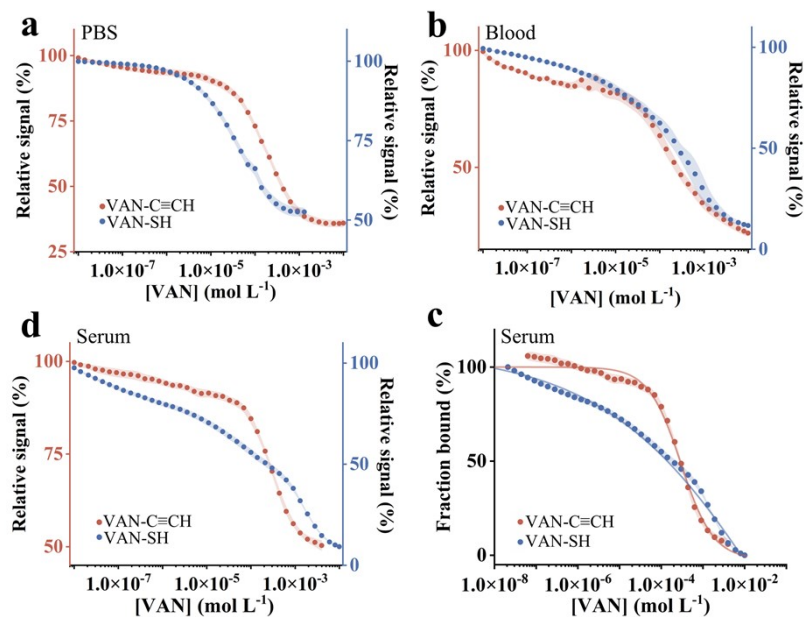 a
PBS
100
75
50
25
Relative signal (%)
100
75
50
Relative signal (%)
VAN-C≡CH
VAN-SH
1.0×10⁻⁷
1.0×10⁻⁵
1.0×10⁻³
[VAN] (mol L⁻¹)
b
Blood
100
50
Relative signal (%)
100
50
0
Relative signal (%)
VAN-C≡CH
VAN-SH
1.0×10⁻⁷
1.0×10⁻⁵
1.0×10⁻³
[VAN] (mol L⁻¹)
d
Serum
100
75
50
Relative signal (%)
100
50
0
Relative signal (%)
VAN-C≡CH
VAN-SH
1.0×10⁻⁷
1.0×10⁻⁵
1.0×10⁻³
[VAN] (mol L⁻¹)
c
Serum
100
50
0
Fraction bound (%)
VAN-C≡CH
VAN-SH
1.0×10⁻⁸
1.0×10⁻⁶
1.0×10⁻⁴
1.0×10⁻²
[VAN] (mol L⁻¹)